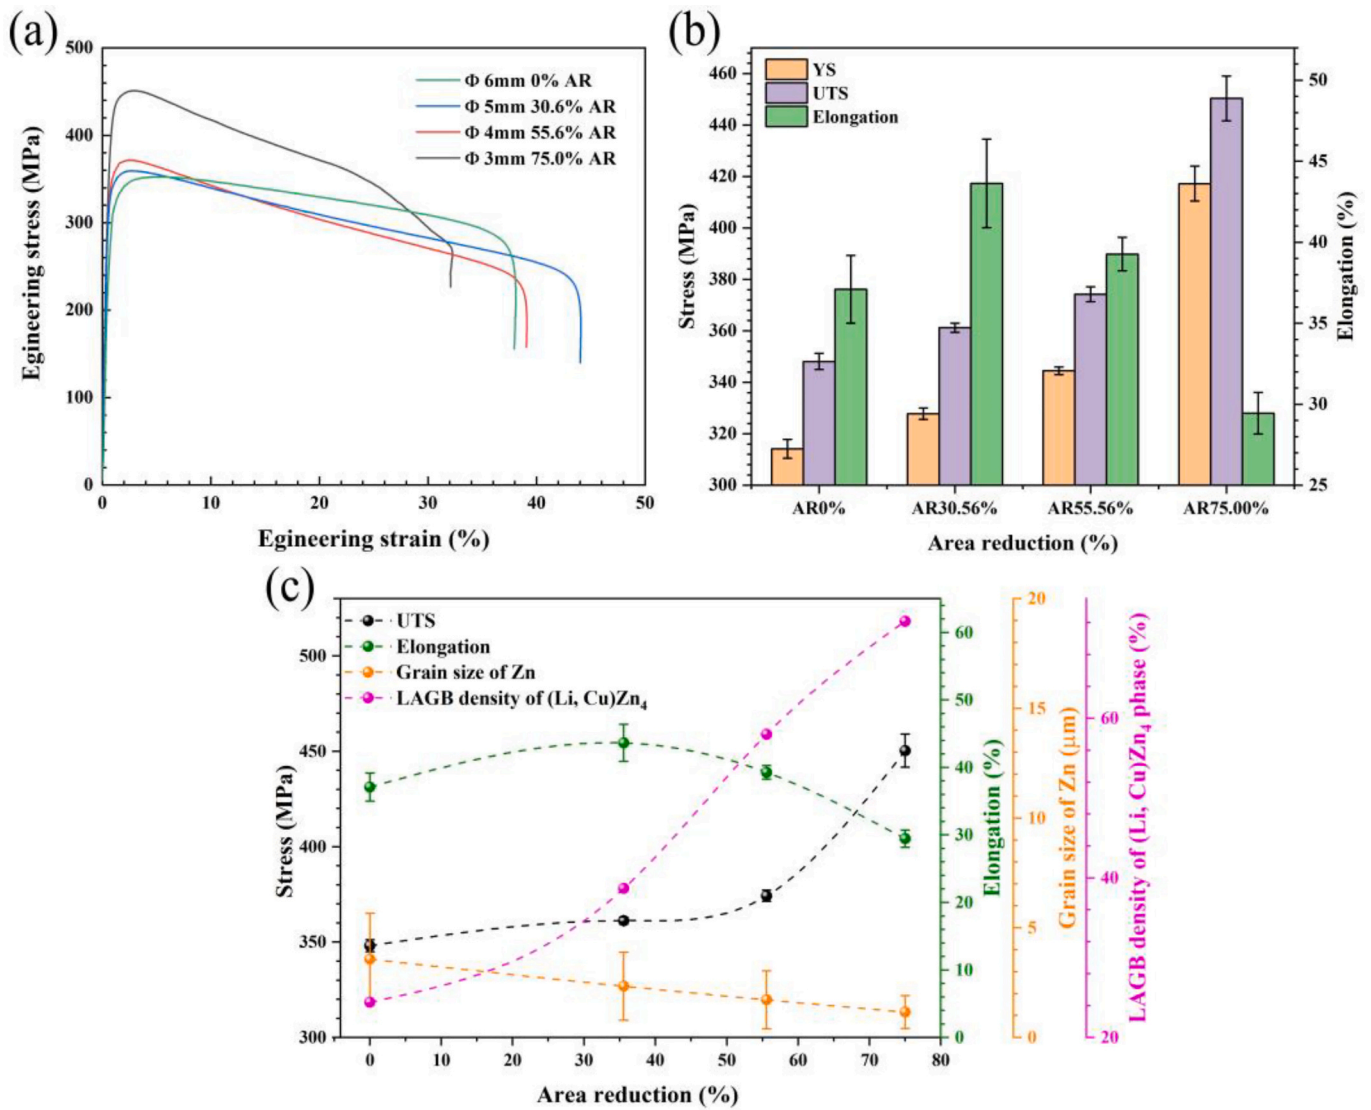 (a)
500
400
300
200
100
0
Egineering stress (MPa)
Φ 6mm 0% AR
Φ 5mm 30.6% AR
Φ 4mm 55.6% AR
Φ 3mm 75.0% AR
0 10 20 30 40 50
Egineering strain (%)
(b)
460
440
420
400
380
360
340
320
300
Stress (MPa)
YS
UTS
Elongation
50
45
40
35
30
25
Elongation (%)
AR0% AR30.56% AR55.56% AR75.00%
Area reduction (%)
(c)
500
450
400
350
300
Stress (MPa)
UTS
Elongation
Grain size of Zn
LAGB density of (Li, Cu)Zn4
60
50
40
30
20
10
0
Elongation (%)
20
15
10
5
0
Grain size of Zn (μm)
60
40
20
LAGB density of (Li, Cu)Zn4 phase (%)
0 10 20 30 40 50 60 70 80
Area reduction (%)